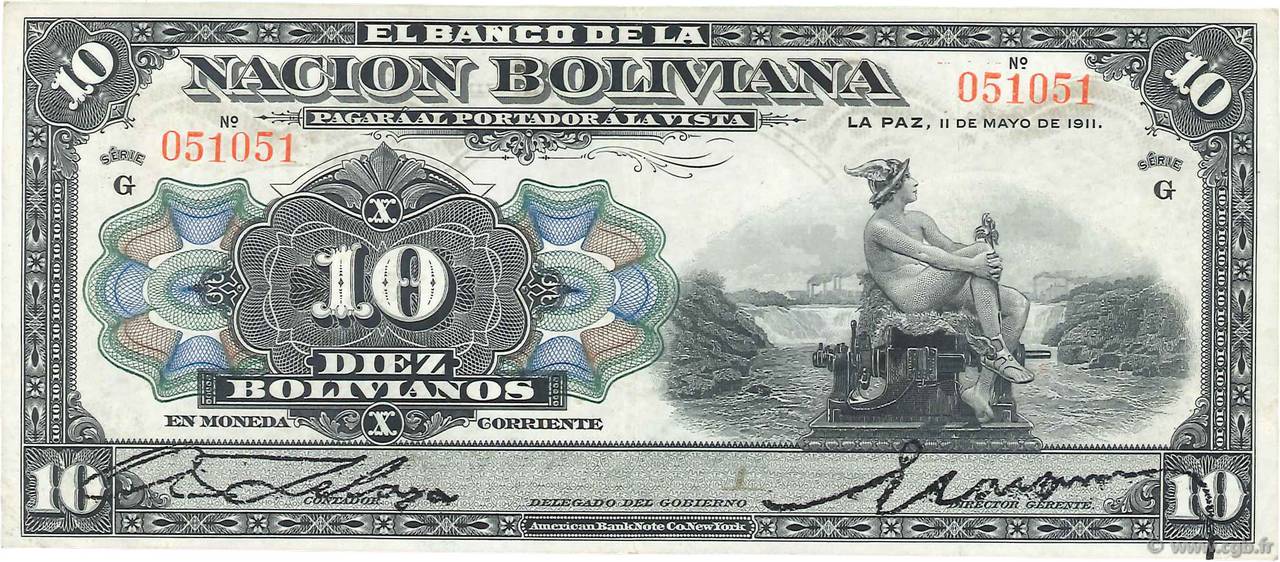 10
EL BANCO DE LA
10
NACION BOLIVIANA
PAGARÁ AL PORTADOR Á LA VISTA
Nº
051051
LA PAZ, 11 DE MAYO DE 1911.
Nº
051051
SÉRIE
G
SÉRIE
G
X
10
DIEZ
BOLIVIANOS
EN MONEDA X CORRIENTE
10
CONTADOR
DELEGADO DEL GOBIERNO
DIRECTOR GERENTE.
10
American Bank Note Co. New York
© www.cgb.fr